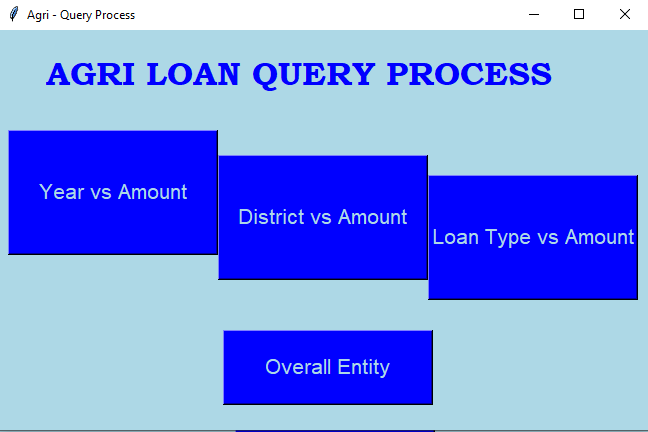 Agri - Query Process
AGRI LOAN QUERY PROCESS
Year vs Amount
District vs Amount
Loan Type vs Amount
Overall Entity